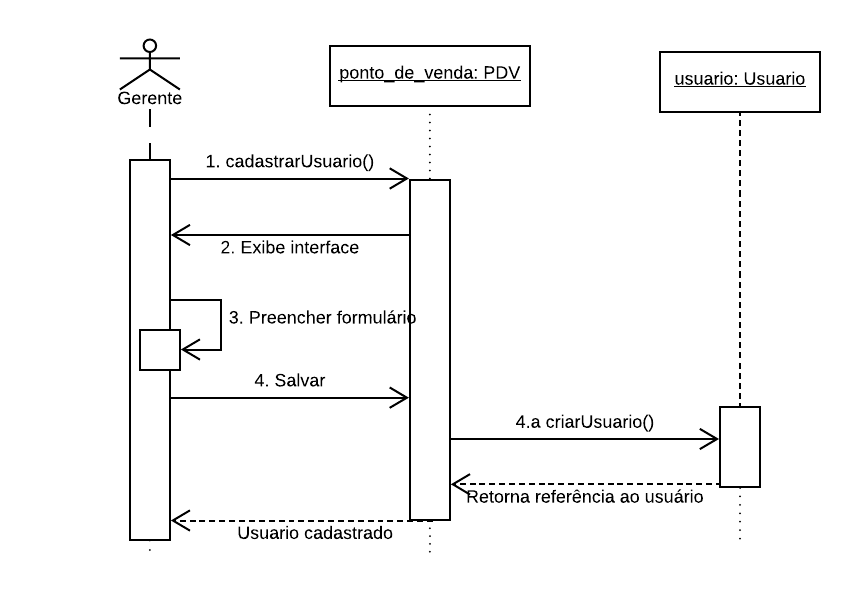 ponto_de_venda: PDV
usuario: Usuario
Gerente
1. cadastrarUsuario()
2. Exibe interface
3. Preencher formulário
4. Salvar
4.a criarUsuario()
Retorna referência ao usuário
Usuario cadastrado